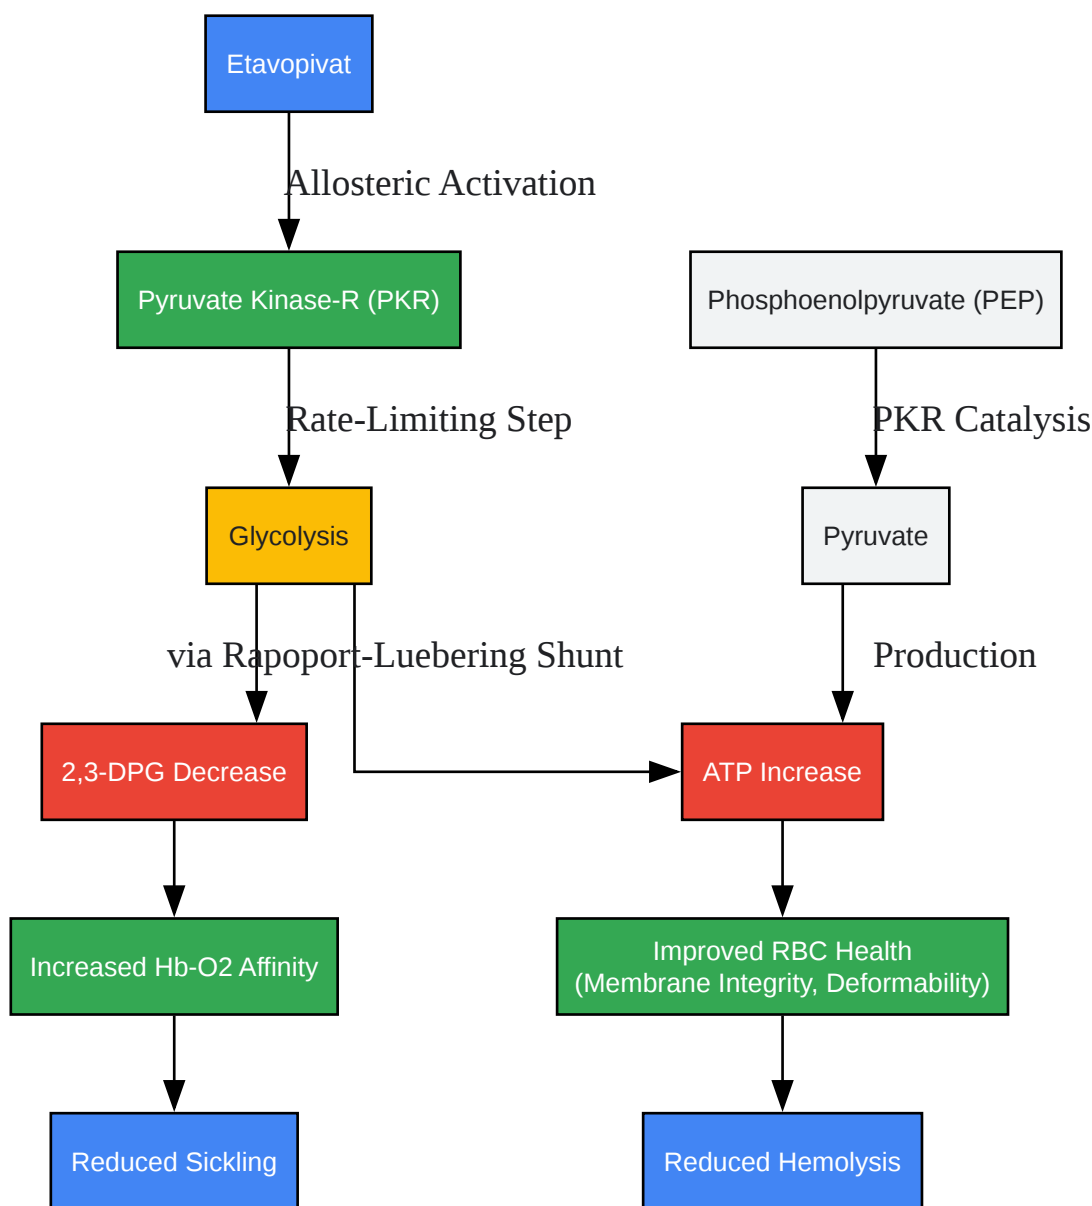 Etavopivat
Allosteric Activation
Pyruvate Kinase-R (PKR)
Phosphoenolpyruvate (PEP)
Rate-Limiting Step
PKR Catalysis
Glycolysis
Pyruvate
via Rapoport-Luebering Shunt
Production
2,3-DPG Decrease
ATP Increase
Increased Hb-O2 Affinity
Improved RBC Health
(Membrane Integrity, Deformability)
Reduced Sickling
Reduced Hemolysis